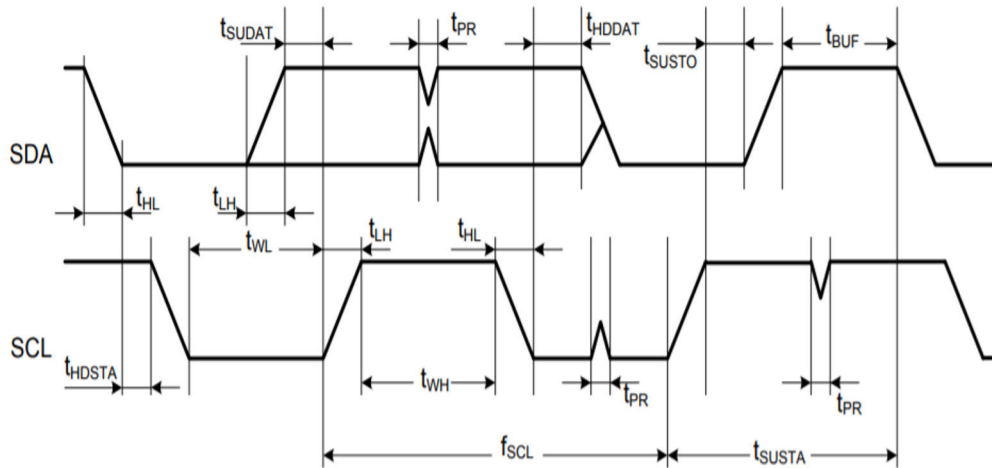 tSUDAT
tPR
tHDDAT
tSUSTO
tBUF
SDA
tHL
tLH
tWL
tLH
tHL
SCL
tHDSTA
tWH
tPR
tPR
fSCL
tSUSTA